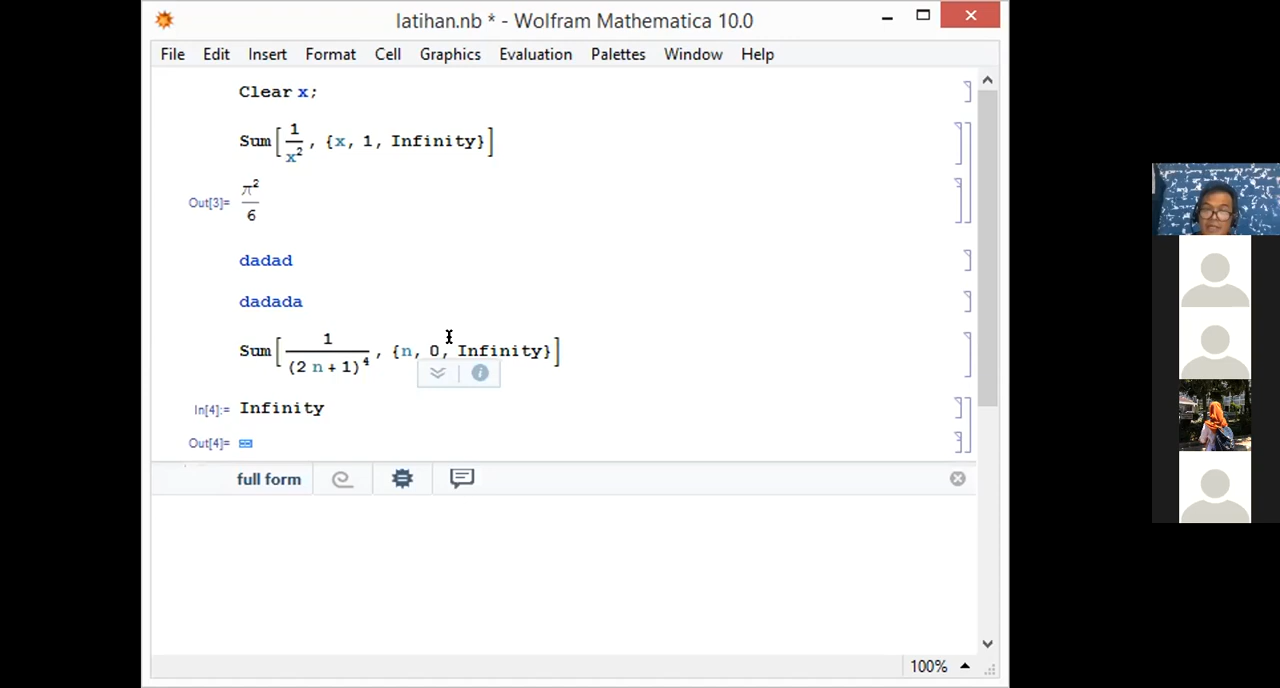 latihan.nb * - Wolfram Mathematica 10.0
File Edit Insert Format Cell Graphics Evaluation Palettes Window Help
Clear x;
Sum[1/x², {x, 1, Infinity}]
Out[3]= π²/6
dadad
dadada
Sum[1/(2 n + 1)⁴, {n, 0, Infinity}]
In[4]:= Infinity
Out[4]= ∞
full form
100%